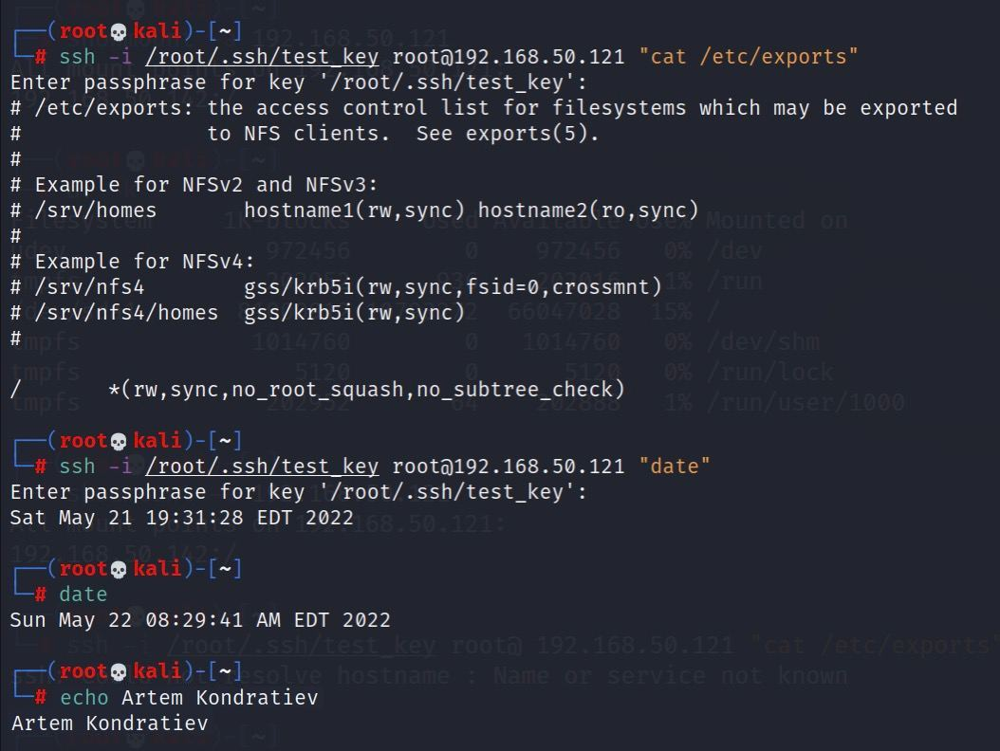 ┌──(root💀kali)-[~]
└─# ssh -i /root/.ssh/test_key root@192.168.50.121 "cat /etc/exports"
Enter passphrase for key '/root/.ssh/test_key':
# /etc/exports: the access control list for filesystems which may be exported
#               to NFS clients.  See exports(5).
#
# Example for NFSv2 and NFSv3:
# /srv/homes       hostname1(rw,sync) hostname2(ro,sync)
#
# Example for NFSv4:
# /srv/nfs4        gss/krb5i(rw,sync,fsid=0,crossmnt)
# /srv/nfs4/homes  gss/krb5i(rw,sync)
#
/       *(rw,sync,no_root_squash,no_subtree_check)
┌──(root💀kali)-[~]
└─# ssh -i /root/.ssh/test_key root@192.168.50.121 "date"
Enter passphrase for key '/root/.ssh/test_key':
Sat May 21 19:31:28 EDT 2022
┌──(root💀kali)-[~]
└─# date
Sun May 22 08:29:41 AM EDT 2022
┌──(root💀kali)-[~]
└─# echo Artem Kondratiev
Artem Kondratiev